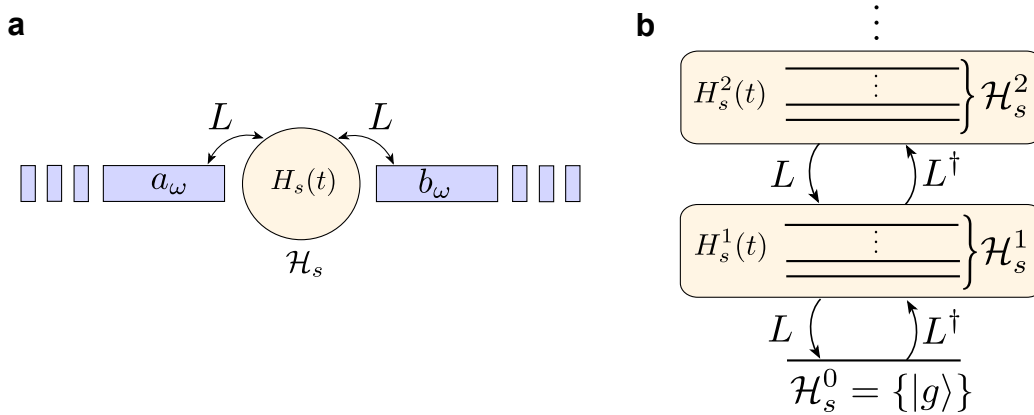 a
L L
a_ω H_s(t) b_ω
ℋ_s
b
⋮
H_s^2(t) ⋮ ℋ_s^2
L L^†
H_s^1(t) ⋮ ℋ_s^1
L L^†
ℋ_s^0 = {|g⟩}